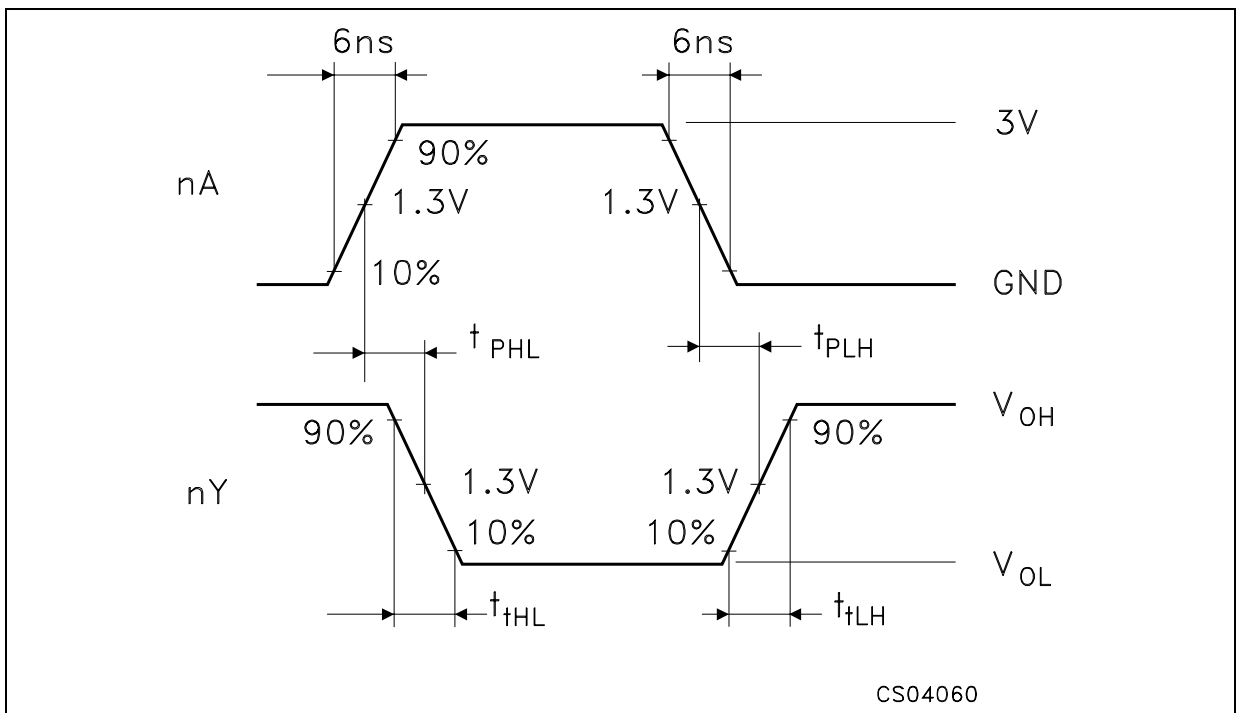 6ns 6ns
3V
90%
nA
1.3V 1.3V
10%
GND
t PHL tPLH
VOH
90% 90%
nY
1.3V 1.3V
10% 10%
VOL
ttHL ttLH
CS04060